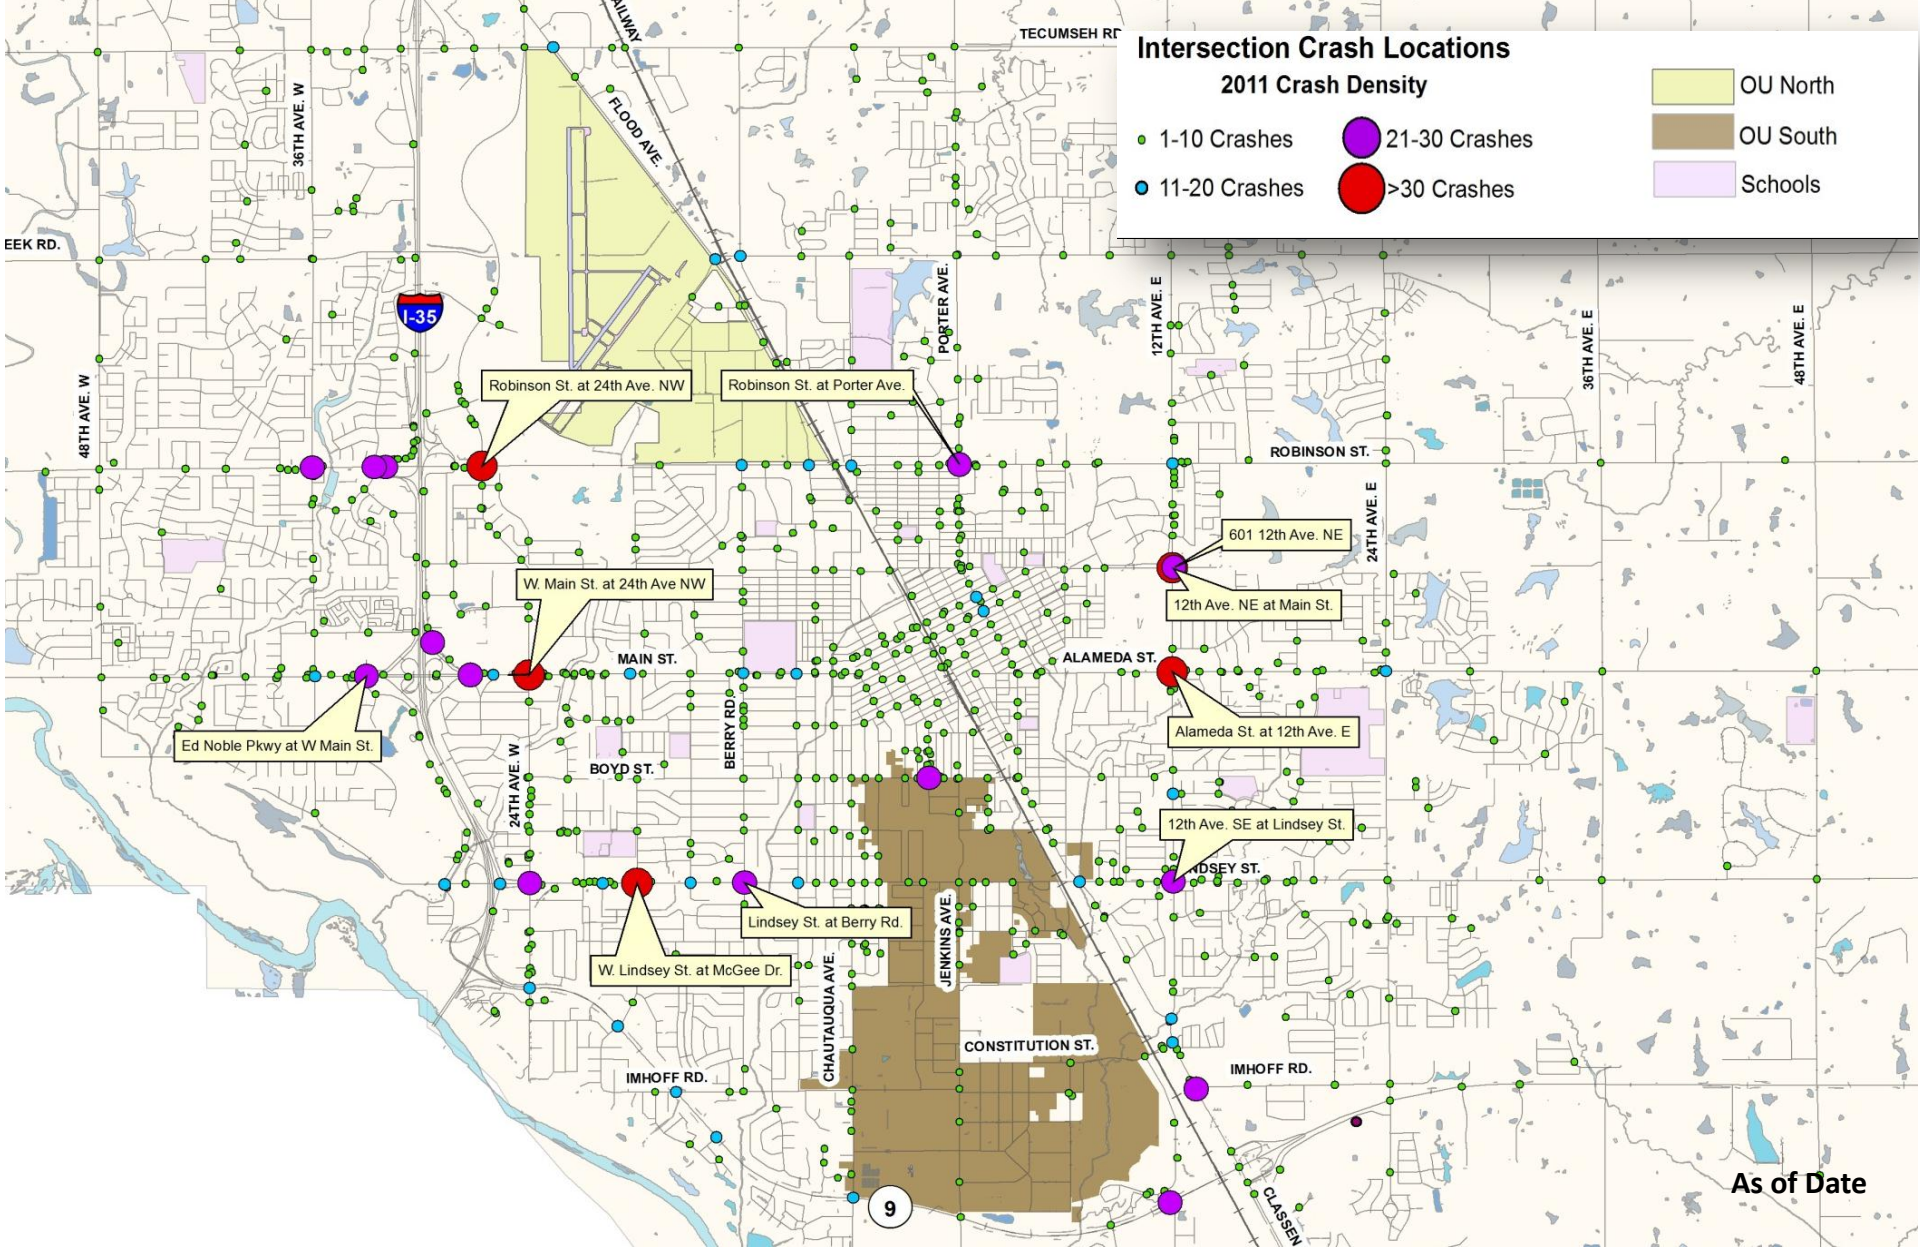 AILWAY
TECUMSEH RD
Intersection Crash Locations
2011 Crash Density
1-10 Crashes
21-30 Crashes
11-20 Crashes
>30 Crashes
OU North
OU South
Schools
36TH AVE. W
FLOOD AVE.
EEK RD.
I-35
PORTER AVE.
12TH AVE. E
36TH AVE. E
48TH AVE. E
48TH AVE. W
Robinson St. at 24th Ave. NW
Robinson St. at Porter Ave.
ROBINSON ST.
24TH AVE. E
601 12th Ave. NE
W. Main St. at 24th Ave NW
12th Ave. NE at Main St.
MAIN ST.
ALAMEDA ST.
BERRY RD.
Ed Noble Pkwy at W Main St.
Alameda St. at 12th Ave. E
24TH AVE. W
BOYD ST.
12th Ave. SE at Lindsey St.
NDSEY ST.
Lindsey St. at Berry Rd.
JENKINS AVE.
W. Lindsey St. at McGee Dr.
CHAUTAUQUA AVE.
CONSTITUTION ST.
IMHOFF RD.
IMHOFF RD.
9
CLASSEN
As of Date